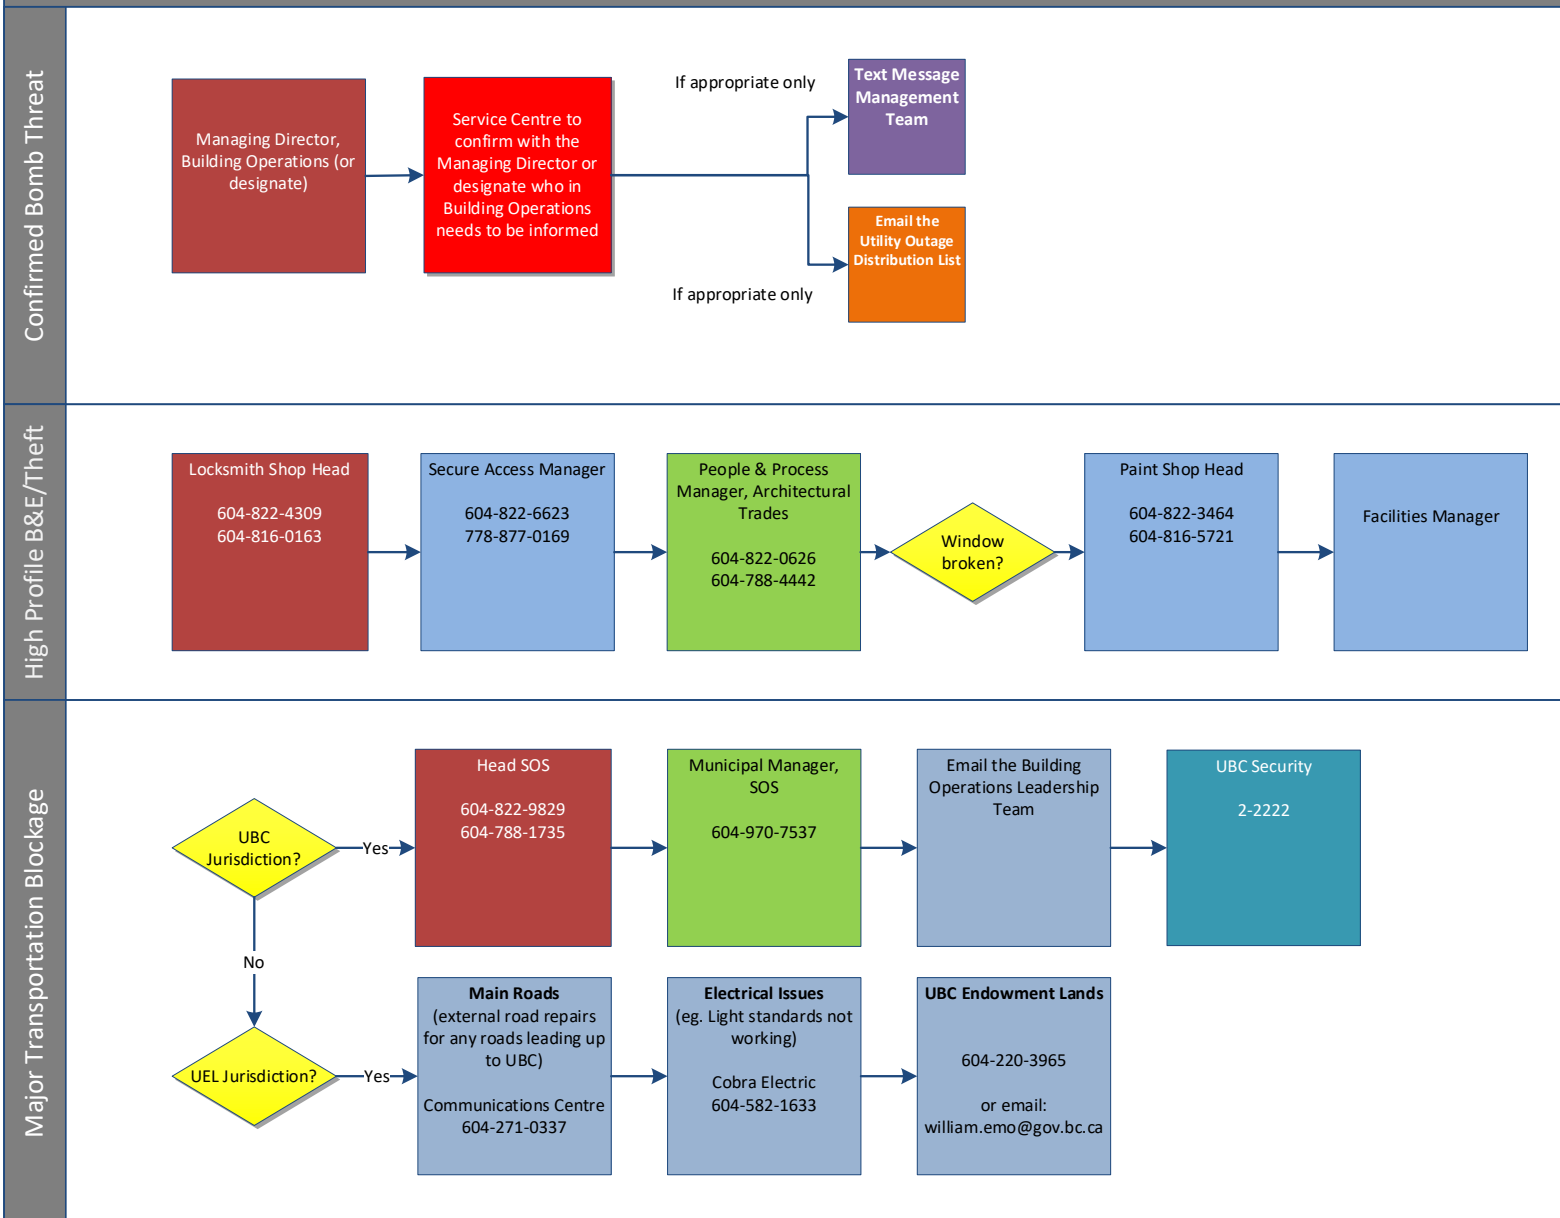 Confirmed Bomb Threat
Managing Director,
Building Operations (or
designate)
Service Centre to
confirm with the
Managing Director or
designate who in
Building Operations
needs to be informed
If appropriate only
Text Message
Management
Team
Email the
Utility Outage
Distribution List
If appropriate only
High Profile B&E/Theft
Locksmith Shop Head
604-822-4309
604-816-0163
Secure Access Manager
604-822-6623
778-877-0169
People & Process
Manager, Architectural
Trades
604-822-0626
604-788-4442
Window
broken?
Paint Shop Head
604-822-3464
604-816-5721
Facilities Manager
Major Transportation Blockage
UBC
Jurisdiction?
Yes
Head SOS
604-822-9829
604-788-1735
Municipal Manager,
SOS
604-970-7537
Email the Building
Operations Leadership
Team
UBC Security
2-2222
No
UEL Jurisdiction?
Yes
Main Roads
(external road repairs
for any roads leading up
to UBC)
Communications Centre
604-271-0337
Electrical Issues
(eg. Light standards not
working)
Cobra Electric
604-582-1633
UBC Endowment Lands
604-220-3965
or email:
william.emo@gov.bc.ca